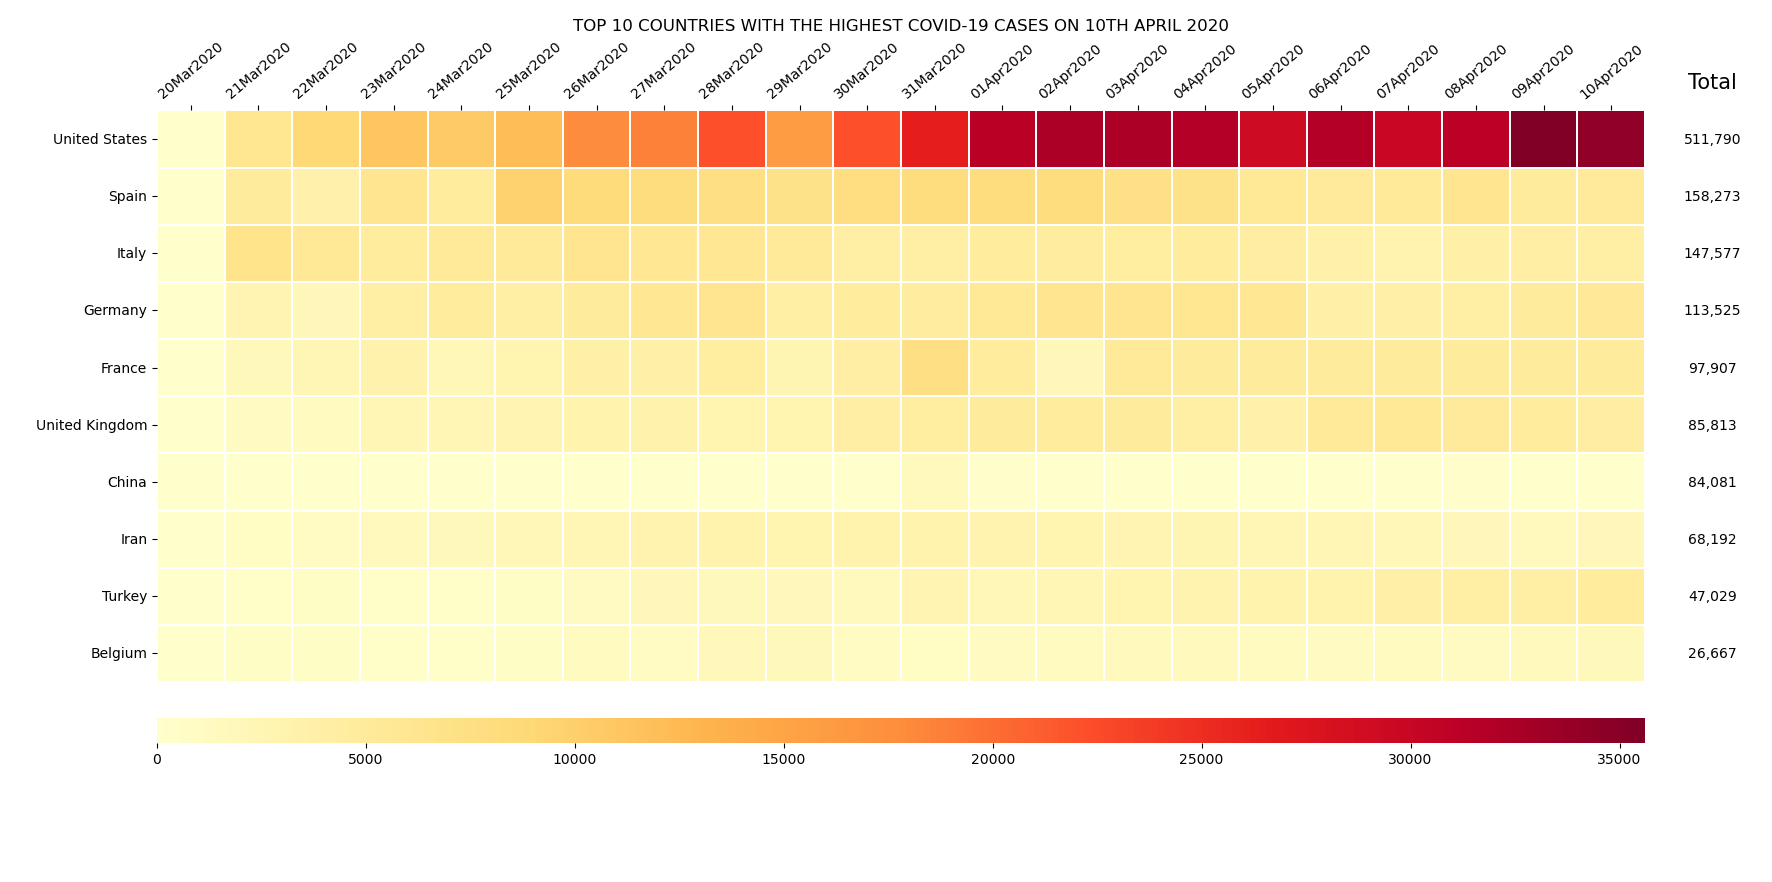 TOP 10 COUNTRIES WITH THE HIGHEST COVID-19 CASES ON 10TH APRIL 2020
20Mar2020 21Mar2020 22Mar2020 23Mar2020 24Mar2020 25Mar2020 26Mar2020 27Mar2020 28Mar2020 29Mar2020 30Mar2020 31Mar2020 01Apr2020 02Apr2020 03Apr2020 04Apr2020 05Apr2020 06Apr2020 07Apr2020 08Apr2020 09Apr2020 10Apr2020 Total
United States 511,790
Spain 158,273
Italy 147,577
Germany 113,525
France 97,907
United Kingdom 85,813
China 84,081
Iran 68,192
Turkey 47,029
Belgium 26,667
0 5000 10000 15000 20000 25000 30000 35000